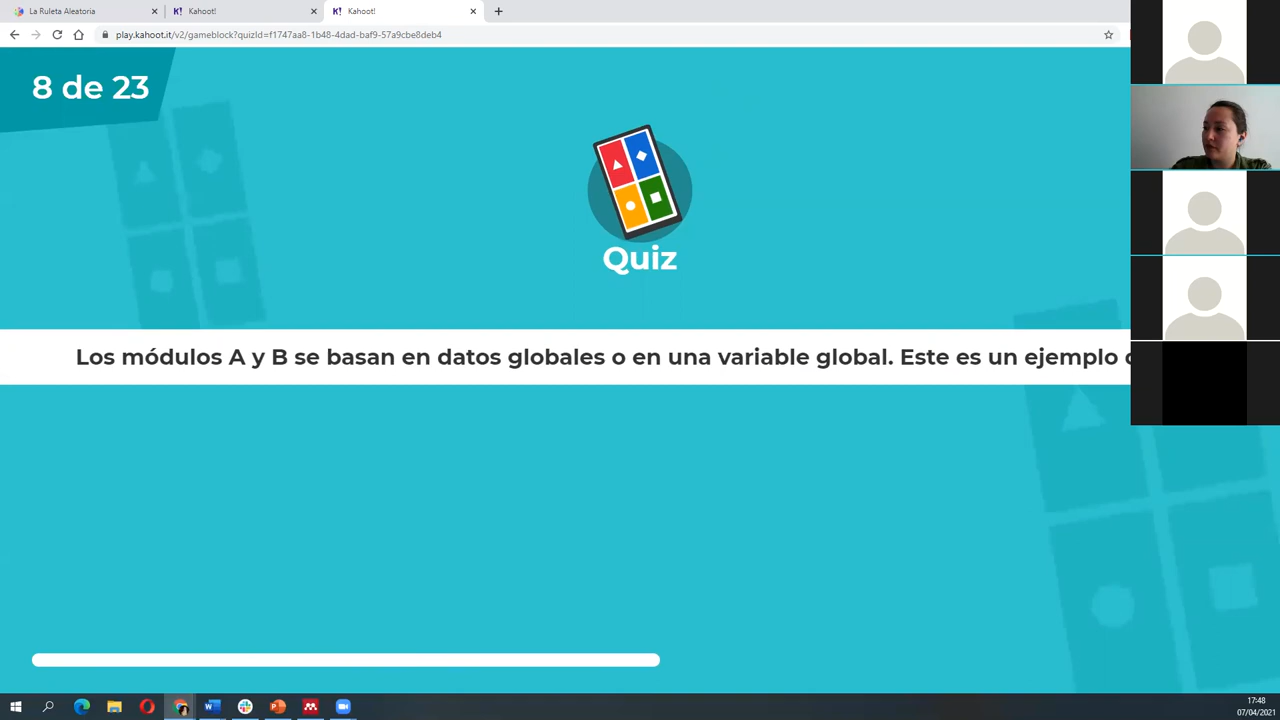 La Ruleta Aleatoria
Kahoot!
Kahoot!
play.kahoot.it/v2/gameblock?quizId=f1747aa8-1b48-4dad-baf9-57a9cbe8deb4
8 de 23
Quiz
Los módulos A y B se basan en datos globales o en una variable global. Este es un ejemplo
17:48
07/04/2021